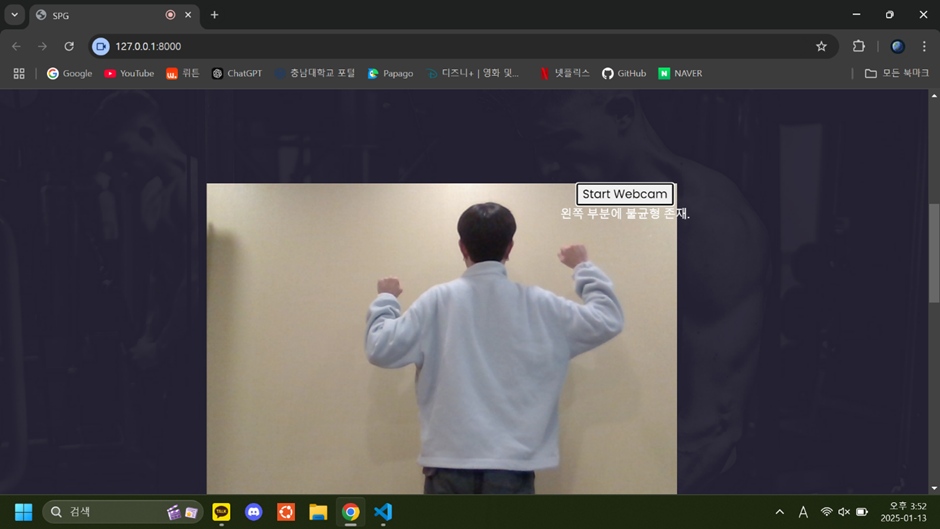 SPG
127.0.0.1:8000
Google
YouTube
뤼튼
ChatGPT
충남대학교 포털
Papago
디즈니+ | 영화 및...
넷플릭스
GitHub
NAVER
모든 북마크
Start Webcam
왼쪽 부분에 불균형 존재.
검색
TALK
A
오후 3:52
2025-01-13